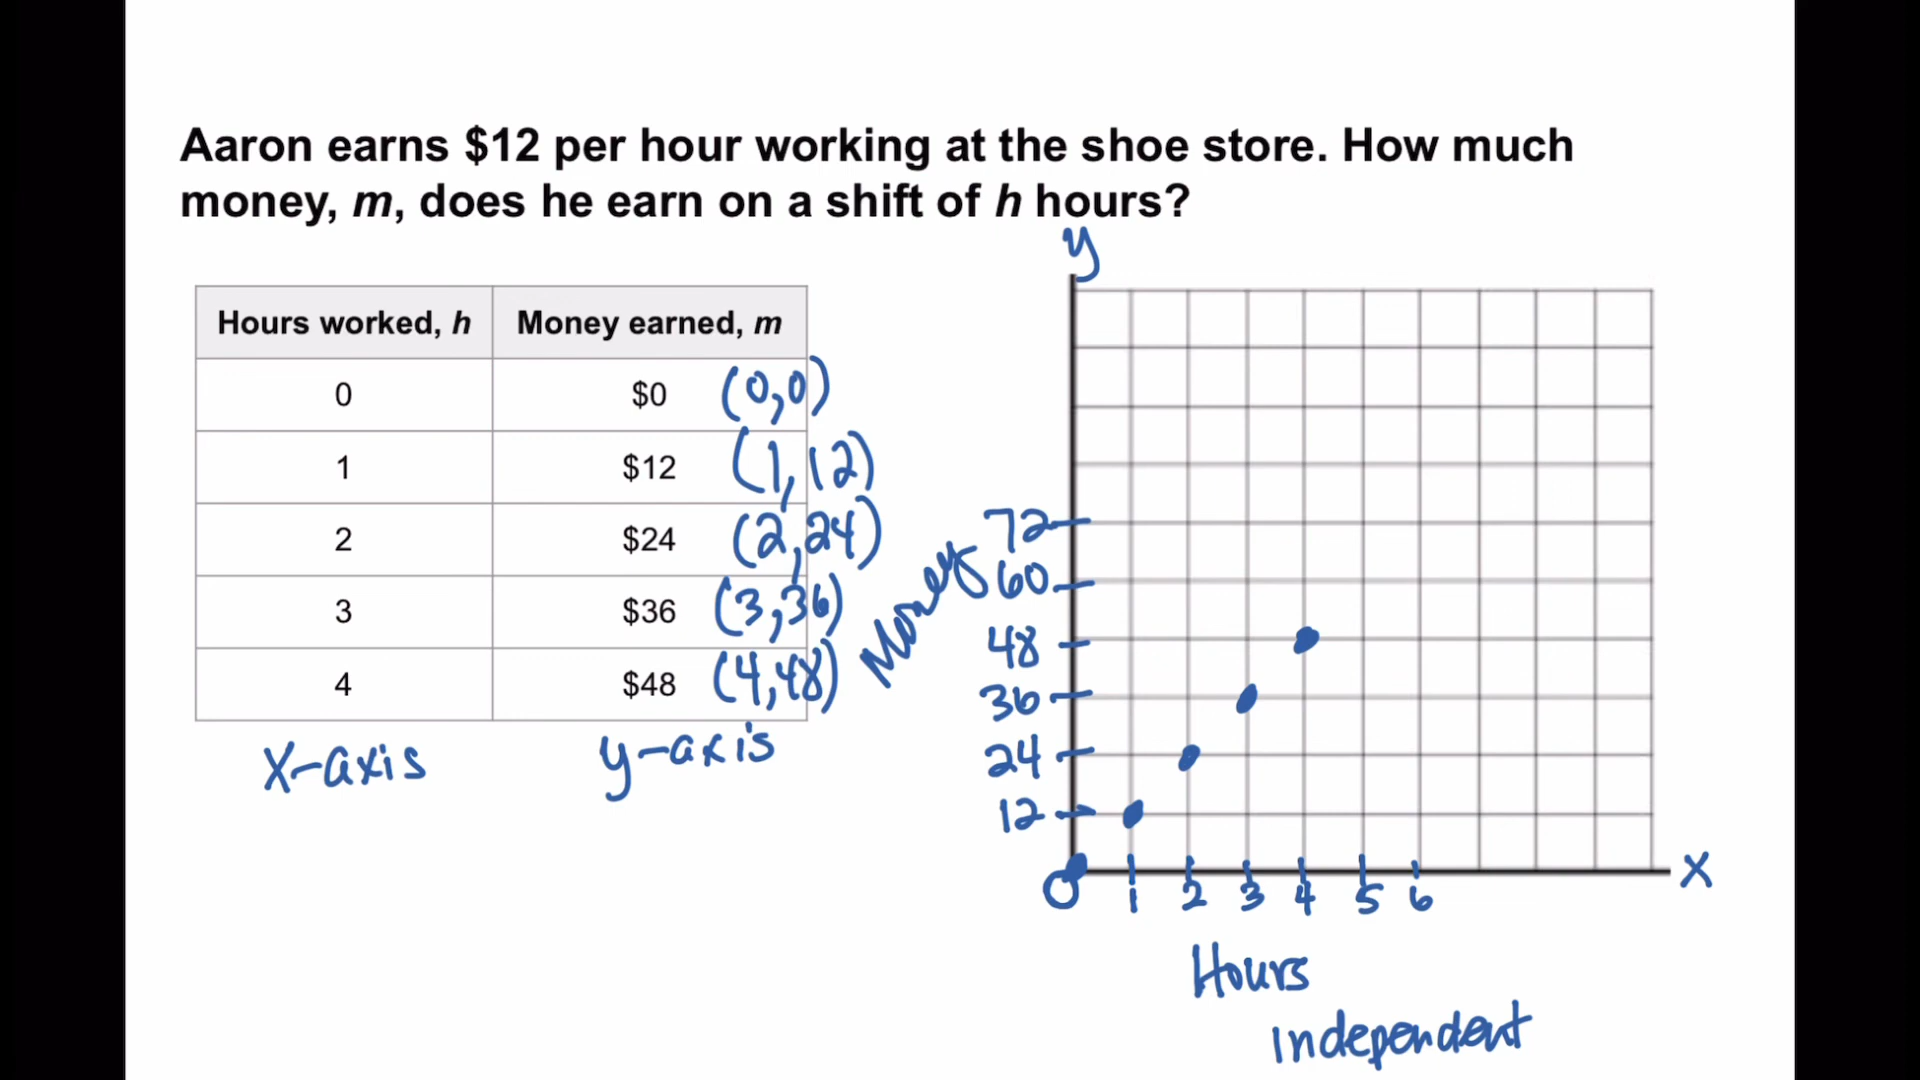 Aaron earns $12 per hour working at the shoe store. How much
money, m, does he earn on a shift of h hours?
Hours worked, h Money earned, m
0 $0 (0,0)
1 $12 (1,12)
2 $24 (2,24)
3 $36 (3,36)
4 $48 (4,48)
x-axis y-axis
y
Money
72
60
48
36
24
12
0 1 2 3 4 5 6 x
Hours
independent